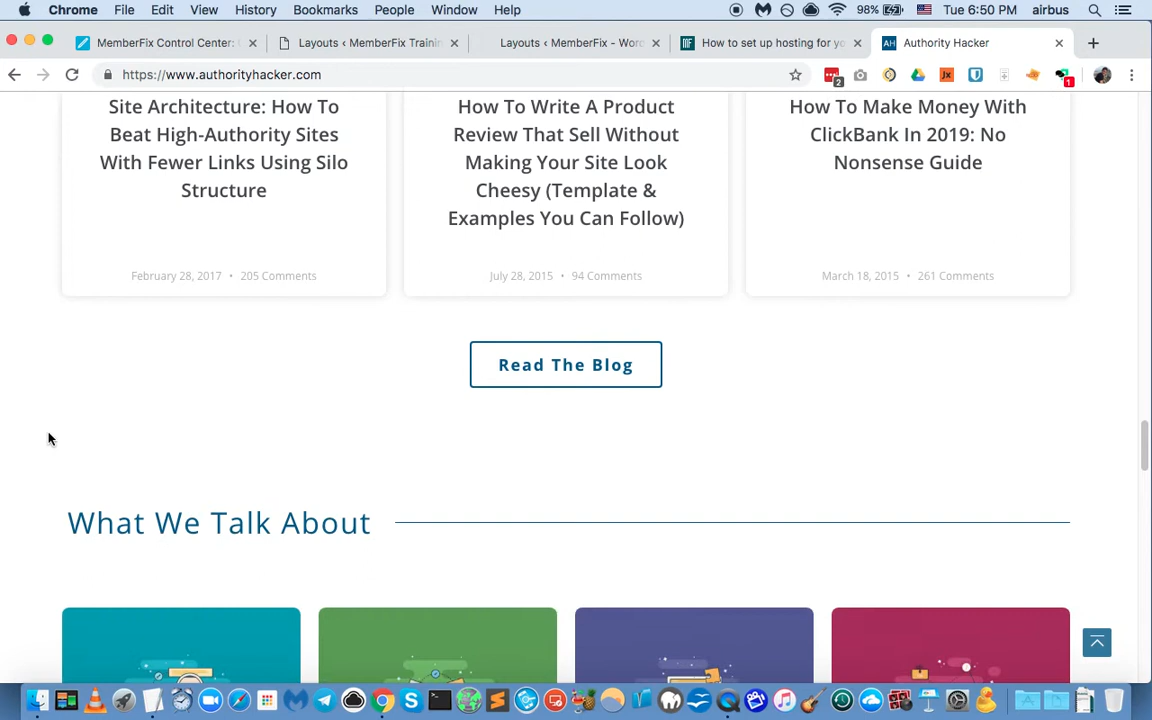 Chrome File Edit View History Bookmarks People Window Help 98% Tue 6:50 PM airbus
MemberFix Control Center: Layouts ‹ MemberFix Trainin Layouts ‹ MemberFix - Wor How to set up hosting for yo AH Authority Hacker
https://www.authorityhacker.com
Site Architecture: How To
Beat High-Authority Sites
With Fewer Links Using Silo
Structure
February 28, 2017 • 205 Comments
How To Write A Product
Review That Sell Without
Making Your Site Look
Cheesy (Template &
Examples You Can Follow)
July 28, 2015 • 94 Comments
How To Make Money With
ClickBank In 2019: No
Nonsense Guide
March 18, 2015 • 261 Comments
Read The Blog
What We Talk About